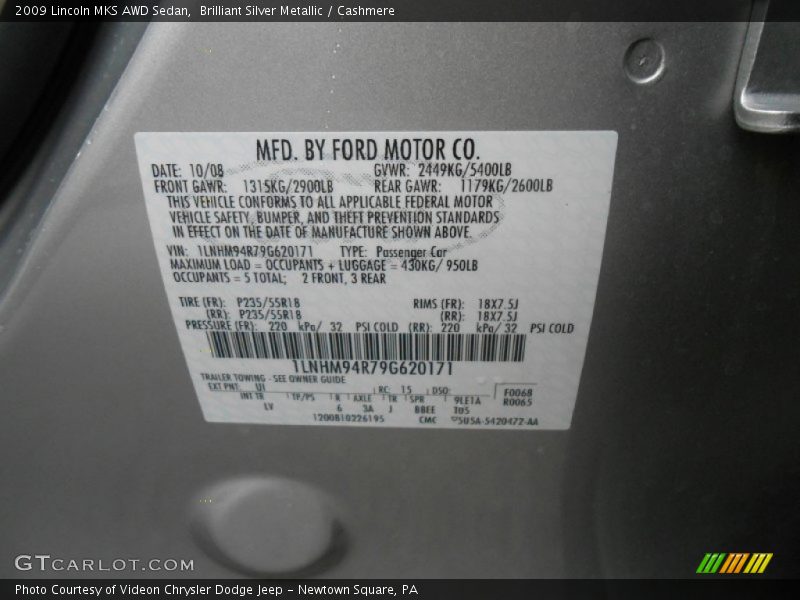 2009 Lincoln MKS AWD Sedan,  Brilliant Silver Metallic / Cashmere
MFD. BY FORD MOTOR CO.
DATE: 10/08 GVWR: 2449KG/5400LB
FRONT GAWR: 1315KG/2900LB REAR GAWR: 1179KG/2600LB
THIS VEHICLE CONFORMS TO ALL APPLICABLE FEDERAL MOTOR
VEHICLE SAFETY, BUMPER, AND THEFT PREVENTION STANDARDS
IN EFFECT ON THE DATE OF MANUFACTURE SHOWN ABOVE.
VIN: 1LNHM94R79G620171 TYPE: Passenger Car
MAXIMUM LOAD = OCCUPANTS + LUGGAGE = 430KG/ 950LB
OCCUPANTS = 5 TOTAL; 2 FRONT, 3 REAR
TIRE (FR): P235/55R18 RIMS (FR): 18X7.5J
(RR): P235/55R18 (RR): 18X7.5J
PRESSURE (FR): 220 kPa/ 32 PSI COLD (RR): 220 kPa/ 32 PSI COLD
1LNHM94R79G620171
TRAILER TOWING - SEE OWNER GUIDE
EXT PNT: UI RC: 15 DSO: F0068
INT TR TP/PS R AXLE TR SPR 9LE1A R0065
LV 6 3A J BBEE
CMC
GTCARLOT.COM
Photo Courtesy of Videon Chrysler Dodge Jeep - Newtown Square, PA